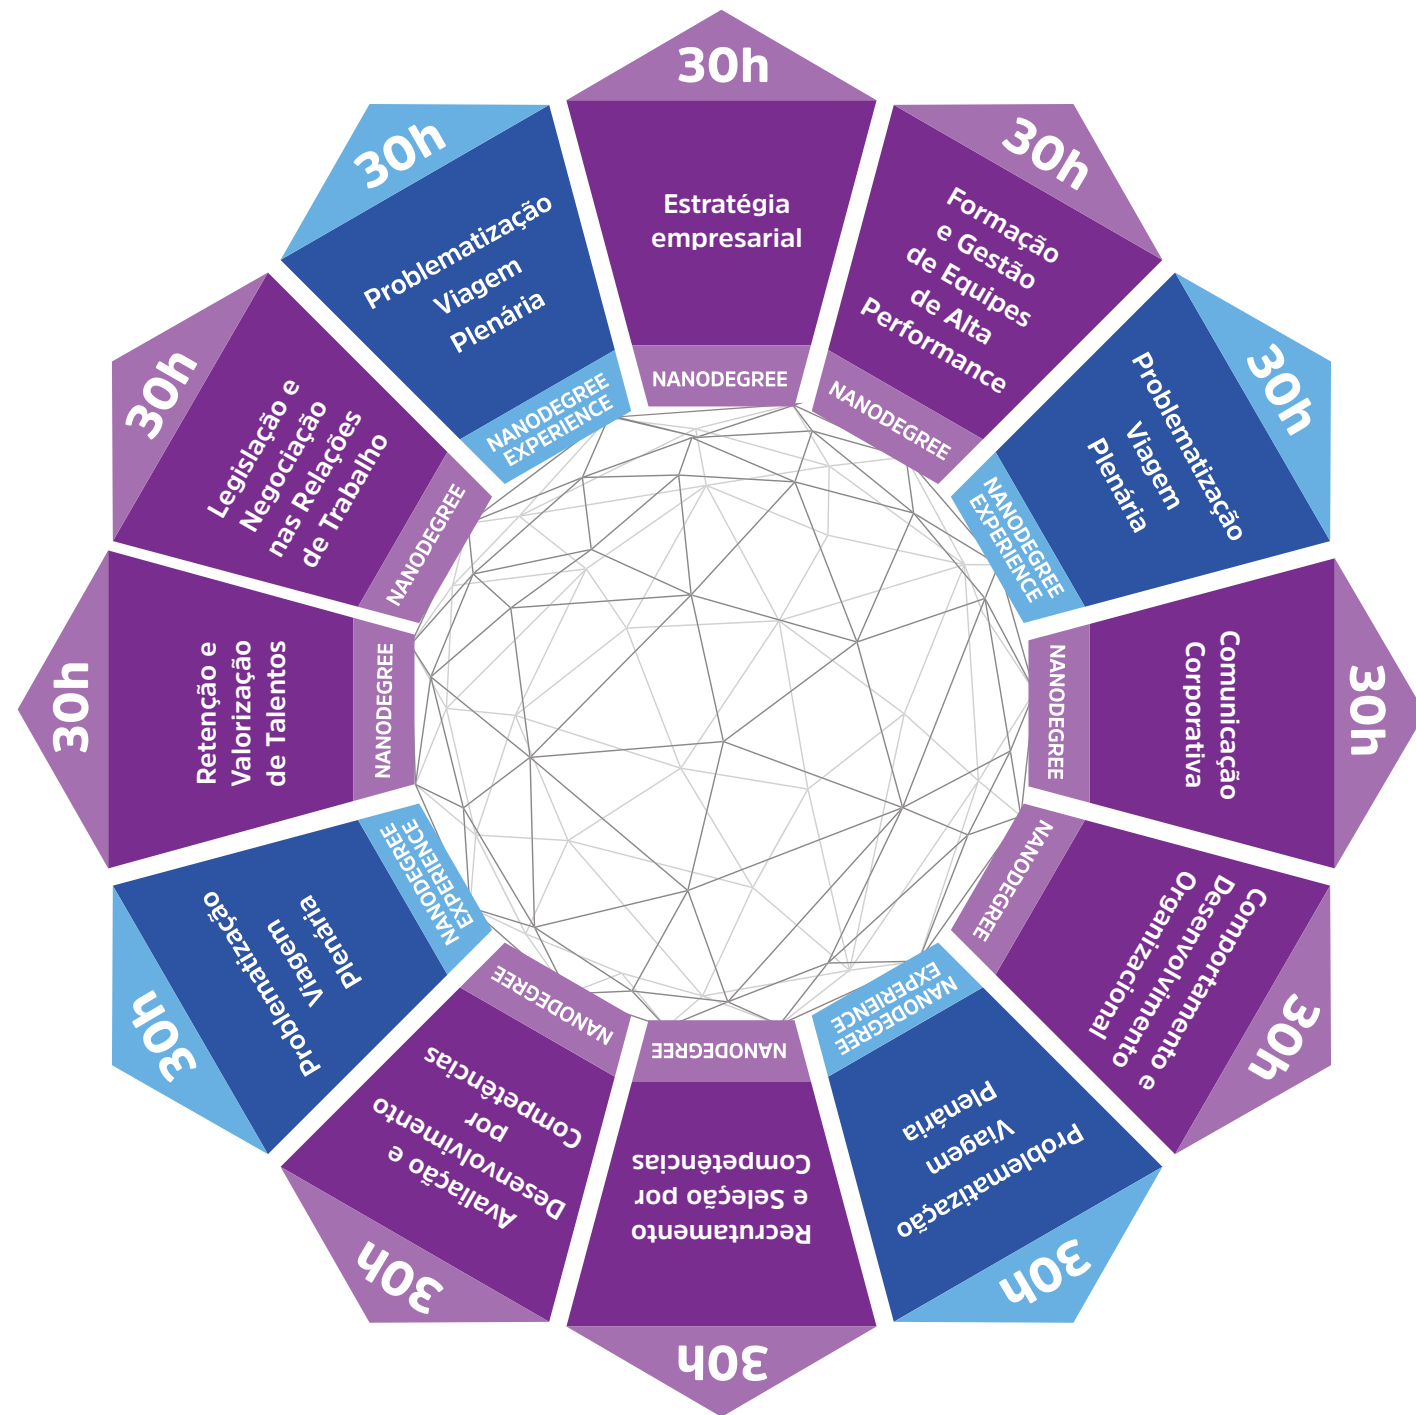 30h
Estratégia
empresarial
NANODEGREE
30h
Formação
e Gestão
de Equipes
de Alta
Performance
NANODEGREE
30h
Problematização
Viagem
Plenária
NANODEGREE
EXPERIENCE
30h
Comunicação
Corporativa
NANODEGREE
30h
Comportamento e
Desenvolvimento
Organizacional
NANODEGREE
30h
Problematização
Viagem
Plenária
NANODEGREE
EXPERIENCE
30h
Recrutamento
e Seleção por
Competências
NANODEGREE
30h
Avaliação e
Desenvolvimento
por
Competências
NANODEGREE
30h
Problematização
Viagem
Plenária
NANODEGREE
EXPERIENCE
30h
Retenção e
Valorização
de Talentos
NANODEGREE
30h
Legislação e
Negociação
nas Relações
de Trabalho
NANODEGREE
30h
Problematização
Viagem
Plenária
NANODEGREE
EXPERIENCE